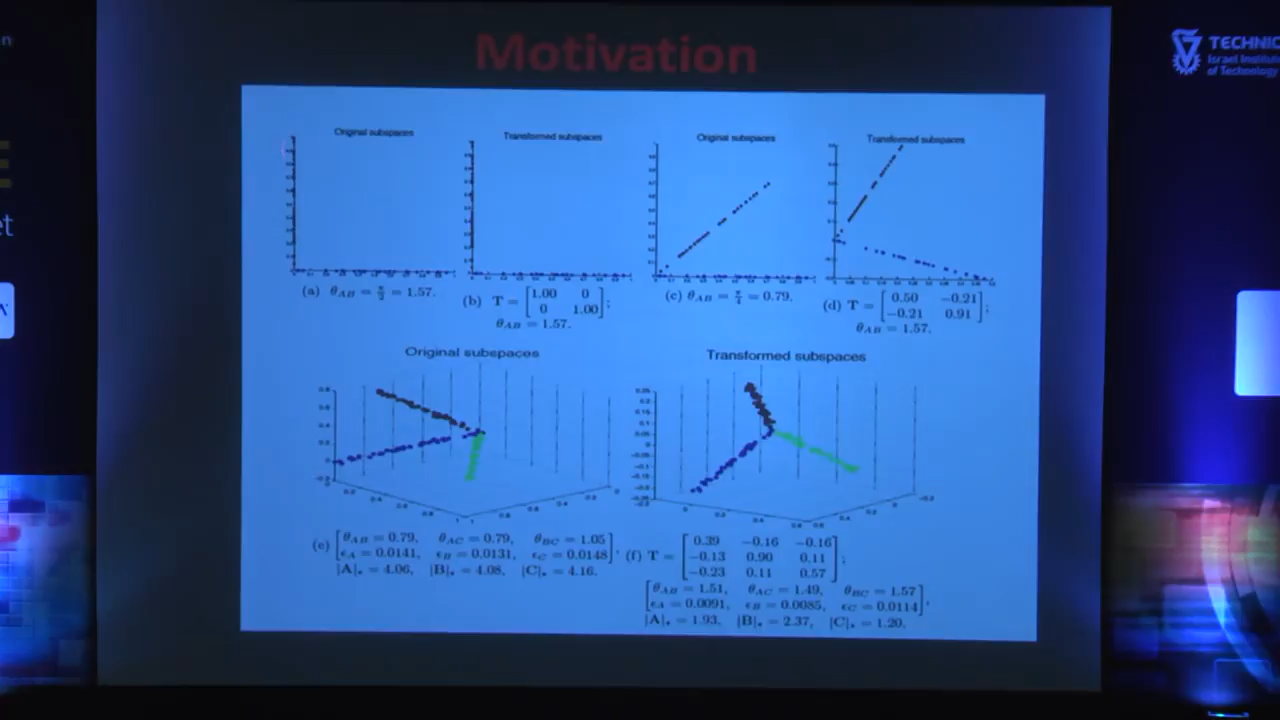 Motivation
TECHNIC
Israel Institu
of Technology
et
Original subspaces
Transformed subspaces
Original subspaces
Transformed subspaces
(a) θ_AB = π/2 = 1.57.
(b) T = [1.00 0
0 1.00];
θ_AB = 1.57.
(c) θ_AB = π/4 = 0.79.
(d) T = [0.50 −0.21
−0.21 0.91];
θ_AB = 1.57.
Original subspaces
Transformed subspaces
(e) [θ_AB = 0.79, θ_AC = 0.79, θ_BC = 1.05
ϵ_A = 0.0141, ϵ_B = 0.0131, ϵ_C = 0.0148],
|A|* = 4.06, |B|* = 4.08, |C|* = 4.16.
(f) T = [0.39 −0.16 −0.16
−0.13 0.90 0.11
−0.23 0.11 0.57];
[θ_AB = 1.51, θ_AC = 1.49, θ_BC = 1.57
ϵ_A = 0.0091, ϵ_B = 0.0085, ϵ_C = 0.0114],
|A|* = 1.93, |B|* = 2.37, |C|* = 1.20.